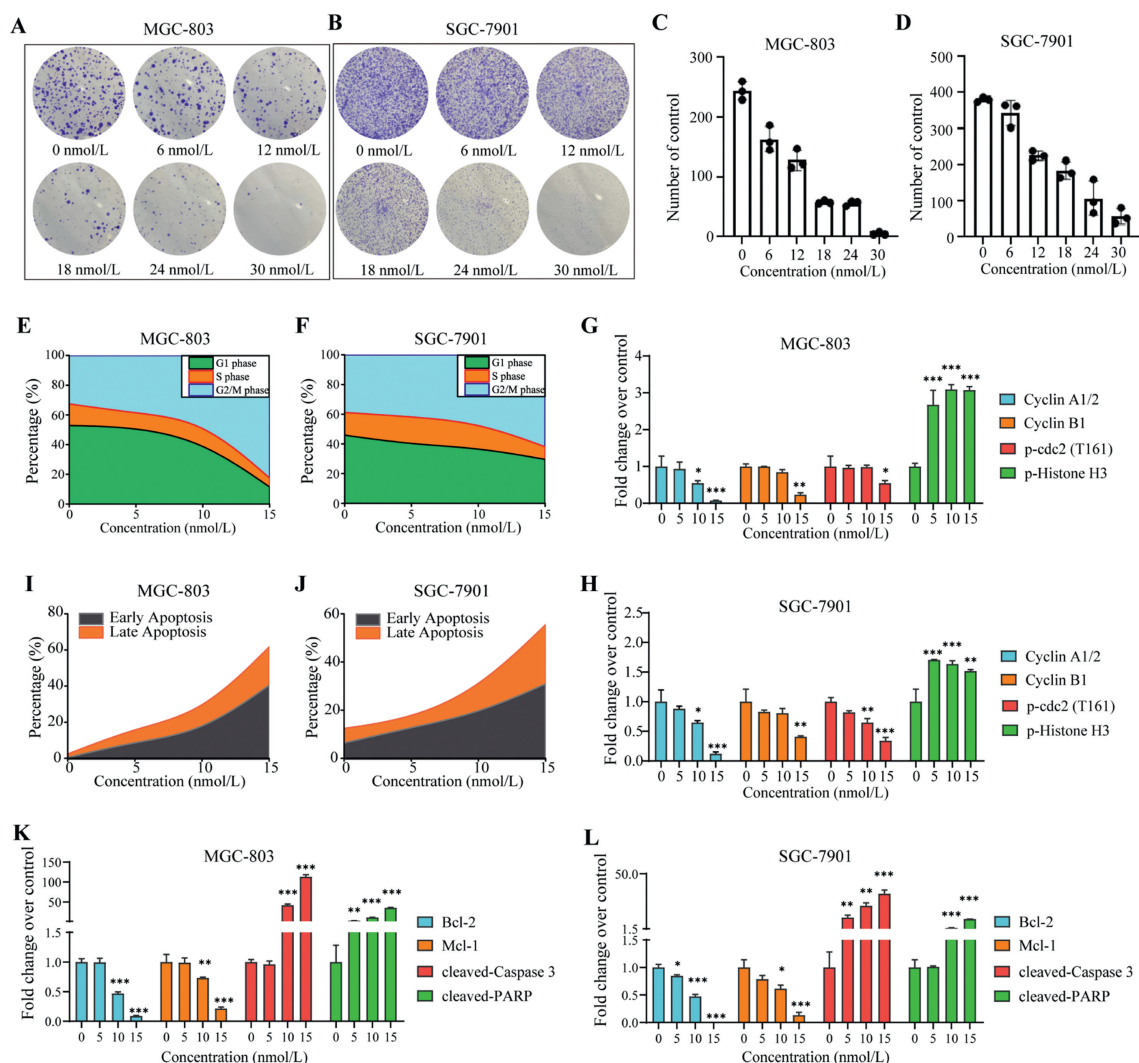 A
MGC-803
0 nmol/L
6 nmol/L
12 nmol/L
18 nmol/L
24 nmol/L
30 nmol/L
B
SGC-7901
0 nmol/L
6 nmol/L
12 nmol/L
18 nmol/L
24 nmol/L
30 nmol/L
C
MGC-803
Number of control
300
200
100
0
0 6 12 18 24 30
Concentration (nmol/L)
D
SGC-7901
Number of control
500
400
300
200
100
0
0 6 12 18 24 30
Concentration (nmol/L)
E
MGC-803
Percentage (%)
100
80
60
40
20
0
G1 phase
S phase
G2/M phase
0 5 10 15
Concentration (nmol/L)
F
SGC-7901
Percentage (%)
100
80
60
40
20
0
G1 phase
S phase
G2/M phase
0 5 10 15
Concentration (nmol/L)
G
MGC-803
Fold change over control
4
3
2
1
0
* *** ** * *** *** ***
0 5 10 15 0 5 10 15 0 5 10 15 0 5 10 15
Concentration (nmol/L)
Cyclin A1/2
Cyclin B1
p-cdc2 (T161)
p-Histone H3
I
MGC-803
Percentage (%)
80
60
40
20
0
Early Apoptosis
Late Apoptosis
0 5 10 15
Concentration (nmol/L)
J
SGC-7901
Percentage (%)
60
40
20
0
Early Apoptosis
Late Apoptosis
0 5 10 15
Concentration (nmol/L)
H
SGC-7901
Fold change over control
2.5
2.0
1.5
1.0
0.5
0.0
* *** ** ** *** *** *** **
0 5 10 15 0 5 10 15 0 5 10 15 0 5 10 15
Concentration (nmol/L)
Cyclin A1/2
Cyclin B1
p-cdc2 (T161)
p-Histone H3
K
MGC-803
Fold change over control
150
100
50
1.5
1.0
0.5
0.0
*** *** ** *** *** *** ** *** ***
0 5 10 15 0 5 10 15 0 5 10 15 0 5 10 15
Concentration (nmol/L)
Bcl-2
Mcl-1
cleaved-Caspase 3
cleaved-PARP
L
SGC-7901
Fold change over control
50.0
1.5
1.5
1.0
0.5
0.0
* *** *** * *** ** ** *** *** ***
0 5 10 15 0 5 10 15 0 5 10 15 0 5 10 15
Concentration (nmol/L)
Bcl-2
Mcl-1
cleaved-Caspase 3
cleaved-PARP